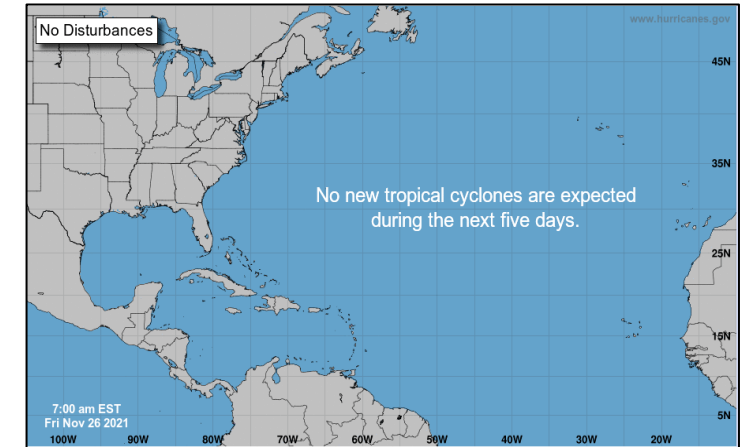 No Disturbances
www.hurricanes.gov
45N
35N
No new tropical cyclones are expected
during the next five days.
25N
15N
7:00 am EST
Fri Nov 26 2021
5N
100W 90W 80W 70W 60W 50W 40W 30W 20W